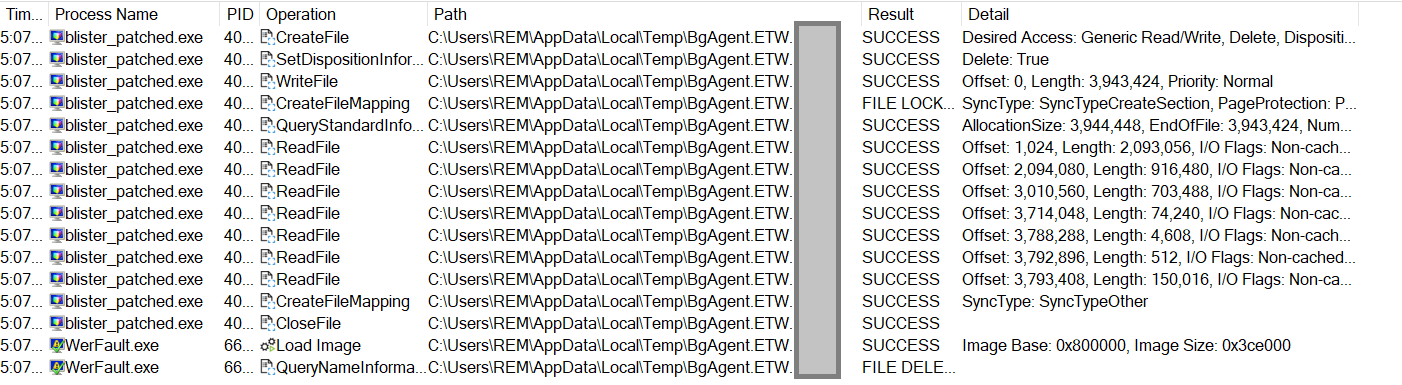 Tim... Process Name PID Operation Path Result Detail
5:07... blister_patched.exe 40... CreateFile C:\Users\REM\AppData\Local\Temp\BgAgent.ETW. SUCCESS Desired Access: Generic Read/Write, Delete, Dispositi...
5:07... blister_patched.exe 40... SetDispositionInfor... C:\Users\REM\AppData\Local\Temp\BgAgent.ETW. SUCCESS Delete: True
5:07... blister_patched.exe 40... WriteFile C:\Users\REM\AppData\Local\Temp\BgAgent.ETW. SUCCESS Offset: 0, Length: 3,943,424, Priority: Normal
5:07... blister_patched.exe 40... CreateFileMapping C:\Users\REM\AppData\Local\Temp\BgAgent.ETW. FILE LOCK... SyncType: SyncTypeCreateSection, PageProtection: P...
5:07... blister_patched.exe 40... QueryStandardInfo... C:\Users\REM\AppData\Local\Temp\BgAgent.ETW. SUCCESS AllocationSize: 3,944,448, EndOfFile: 3,943,424, Num...
5:07... blister_patched.exe 40... ReadFile C:\Users\REM\AppData\Local\Temp\BgAgent.ETW. SUCCESS Offset: 1,024, Length: 2,093,056, I/O Flags: Non-cach...
5:07... blister_patched.exe 40... ReadFile C:\Users\REM\AppData\Local\Temp\BgAgent.ETW. SUCCESS Offset: 2,094,080, Length: 916,480, I/O Flags: Non-ca...
5:07... blister_patched.exe 40... ReadFile C:\Users\REM\AppData\Local\Temp\BgAgent.ETW. SUCCESS Offset: 3,010,560, Length: 703,488, I/O Flags: Non-ca...
5:07... blister_patched.exe 40... ReadFile C:\Users\REM\AppData\Local\Temp\BgAgent.ETW. SUCCESS Offset: 3,714,048, Length: 74,240, I/O Flags: Non-cac...
5:07... blister_patched.exe 40... ReadFile C:\Users\REM\AppData\Local\Temp\BgAgent.ETW. SUCCESS Offset: 3,788,288, Length: 4,608, I/O Flags: Non-cach...
5:07... blister_patched.exe 40... ReadFile C:\Users\REM\AppData\Local\Temp\BgAgent.ETW. SUCCESS Offset: 3,792,896, Length: 512, I/O Flags: Non-cached...
5:07... blister_patched.exe 40... ReadFile C:\Users\REM\AppData\Local\Temp\BgAgent.ETW. SUCCESS Offset: 3,793,408, Length: 150,016, I/O Flags: Non-ca...
5:07... blister_patched.exe 40... CreateFileMapping C:\Users\REM\AppData\Local\Temp\BgAgent.ETW. SUCCESS SyncType: SyncTypeOther
5:07... blister_patched.exe 40... CloseFile C:\Users\REM\AppData\Local\Temp\BgAgent.ETW. SUCCESS
5:07... WerFault.exe 66... Load Image C:\Users\REM\AppData\Local\Temp\BgAgent.ETW. SUCCESS Image Base: 0x800000, Image Size: 0x3ce000
5:07... WerFault.exe 66... QueryNameInforma... C:\Users\REM\AppData\Local\Temp\BgAgent.ETW. FILE DELE...